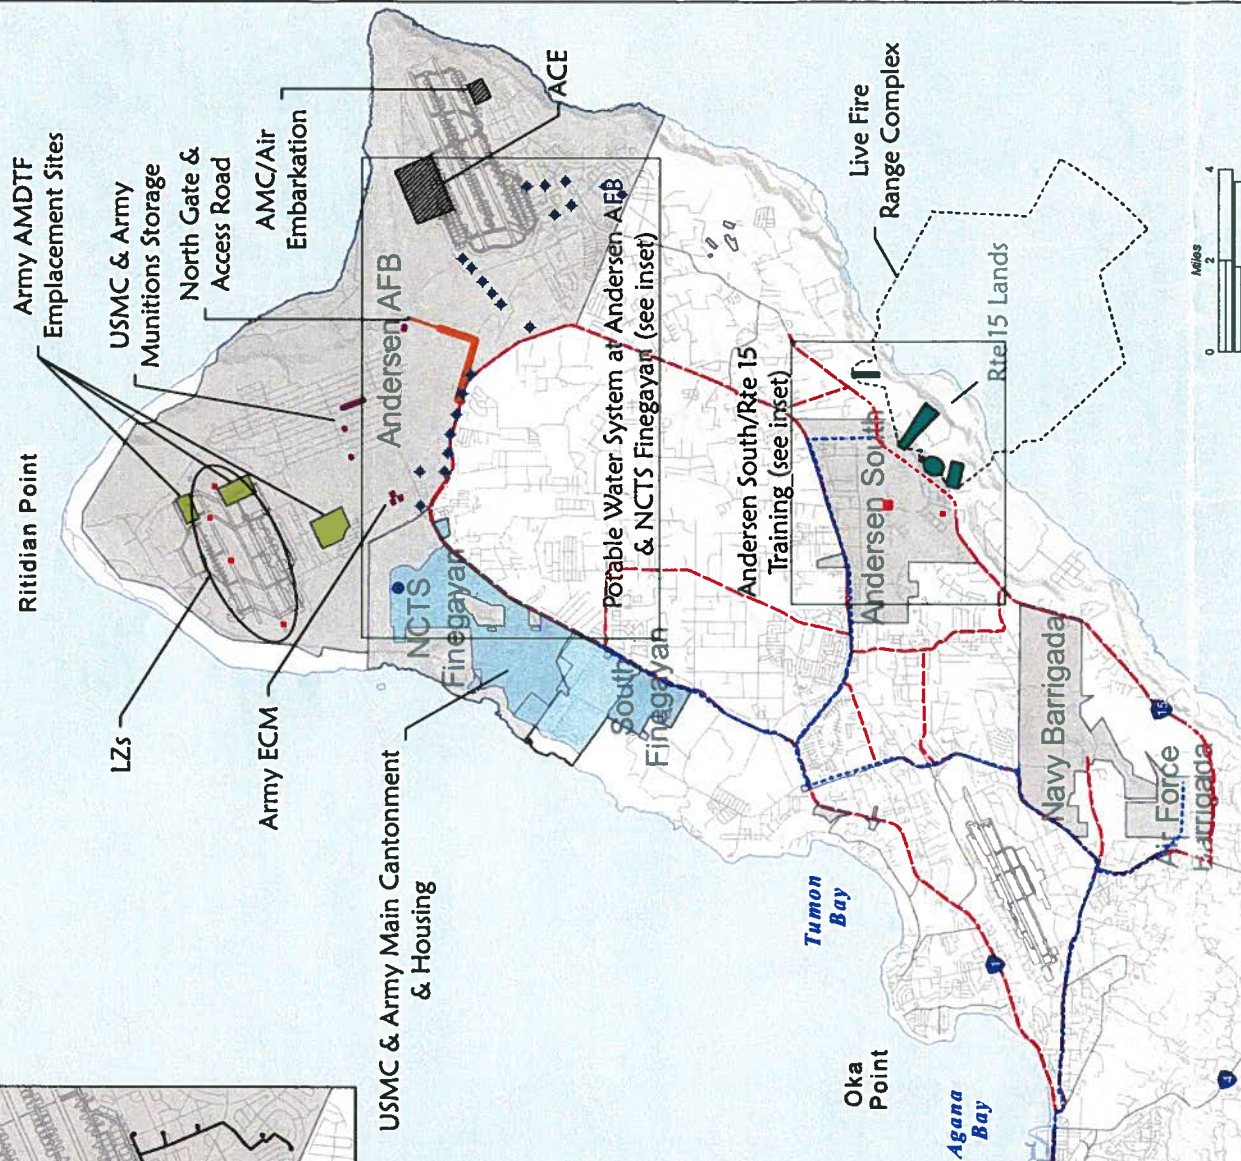 Ritidian Point
Army AMDTF
Emplacement Sites
USMC & Army
Munitions Storage
North Gate &
Access Road
AMC/Air
Embarkation
ACE
LZs
Army ECM
USMC & Army Main Cantonment
& Housing
Andersen AFB
NCTS
Finegayan
South
Finegayan
Potable Water System at Andersen AFB
& NCTS Finegayan (see inset)
Andersen South/Rte 15
Training (see inset)
Andersen South
Live Fire
Range Complex
Rte 15 Lands
Navy Barrigada
Air Force
Barrigada
Tumon
Bay
Oka
Point
Agana
Bay
1
15
4
Miles
0 2 4